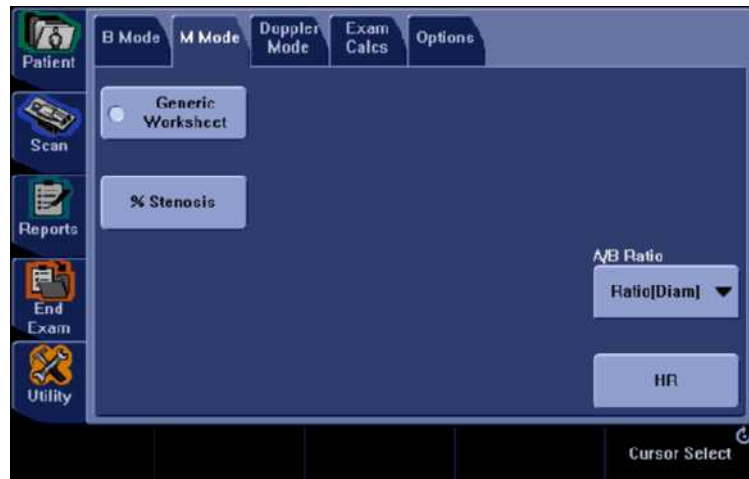 Patient
Scan
Reports
End
Exam
Utility
B Mode
M Mode
Doppler
Mode
Exam
Calcs
Options
Generic
Worksheet
% Stenosis
A/B Ratio
Ratio[Diam]
HR
Cursor Select